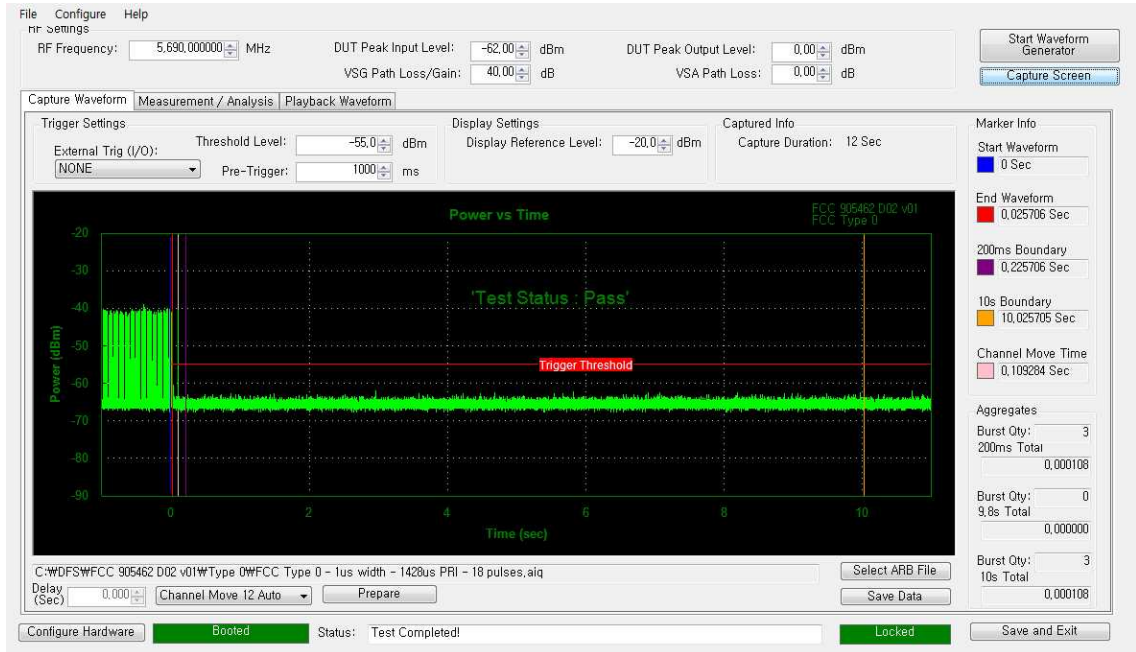 File Configure Help
RF Settings
RF Frequency: 5,690,000000 MHz DUT Peak Input Level: -62,00 dBm DUT Peak Output Level: 0,00 dBm
VSG Path Loss/Gain: 40,00 dB VSA Path Loss: 0,00 dB
Start Waveform
Generator
Capture Screen
Capture Waveform Measurement / Analysis Playback Waveform
Trigger Settings
External Trig (I/O):
NONE
Threshold Level: -55,0 dBm
Pre-Trigger: 1000 ms
Display Settings
Display Reference Level: -20,0 dBm
Captured Info
Capture Duration: 12 Sec
Power vs Time
FCC 905462 D02 v01
FCC Type 0
'Test Status : Pass'
Trigger Threshold
Power (dBm)
-20
-30
-40
-50
-60
-70
-80
-90
0 2 4 6 8 10
Time (sec)
Marker Info
Start Waveform
0 Sec
End Waveform
0,025706 Sec
200ms Boundary
0,225706 Sec
10s Boundary
10,025705 Sec
Channel Move Time
0,109284 Sec
Aggregates
Burst Qty: 3
200ms Total
0,000108
Burst Qty: 0
9,8s Total
0,000000
Burst Qty: 3
10s Total
0,000108
C:₩DFS₩FCC 905462 D02 v01₩Type 0₩FCC Type 0 - 1us width - 1428us PRI - 18 pulses,aiq
Select ARB File
Delay
(Sec) 0,000 Channel Move 12 Auto Prepare Save Data
Configure Hardware Booted Status: Test Completed! Locked Save and Exit